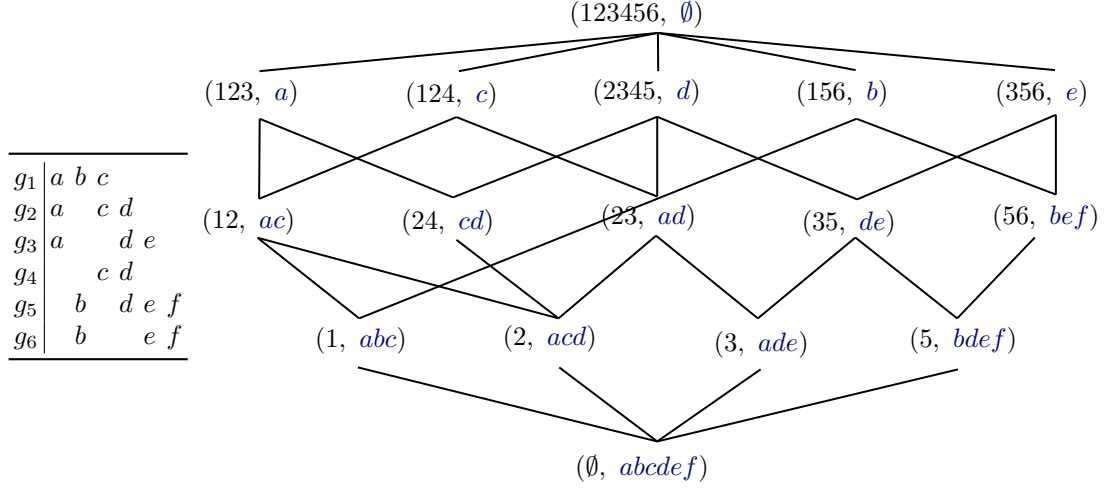 (123456, ∅)
(123, a) (124, c) (2345, d) (156, b) (356, e)
(12, ac) (24, cd) (23, ad) (35, de) (56, bef)
(1, abc) (2, acd) (3, ade) (5, bdef)
(∅, abcdef)
g1 a b c
g2 a c d
g3 a d e
g4 c d
g5 b d e f
g6 b e f